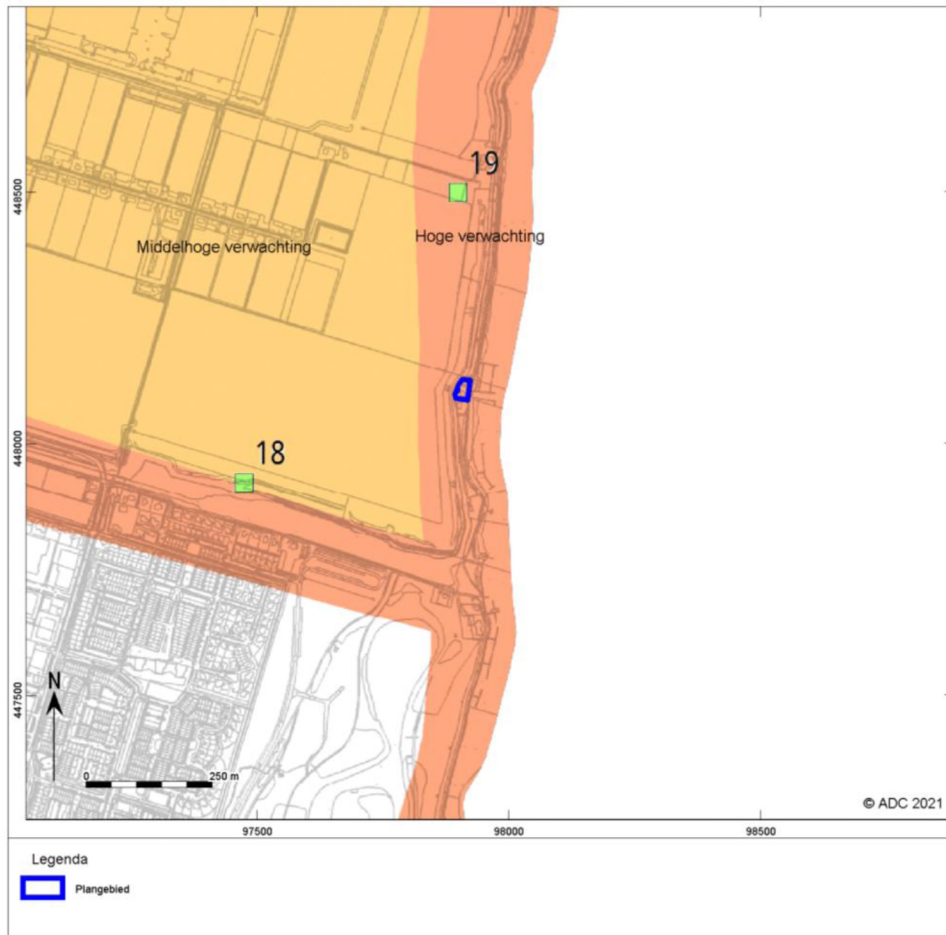 19
448500
Middelhoge verwachting
Hoge verwachting
448000
18
N
447500
0
250 m
© ADC 2021
97500
98000
98500
Legenda
Plangebied